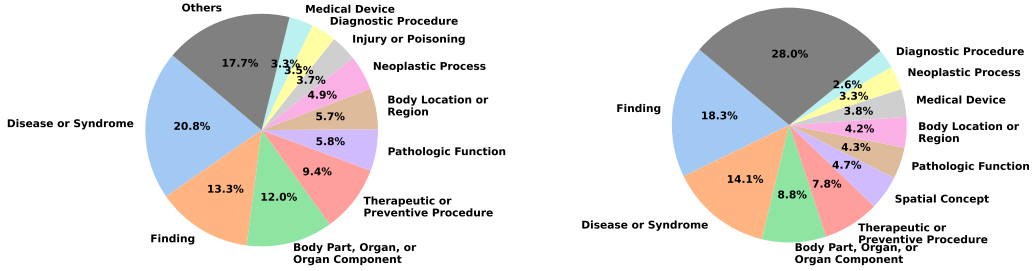 Others
Medical Device
Diagnostic Procedure
Injury or Poisoning
Neoplastic Process
Body Location or
Region
Pathologic Function
Therapeutic or
Preventive Procedure
Body Part, Organ, or
Organ Component
Finding
Disease or Syndrome
17.7%
3.3%
3.5%
3.7%
4.9%
5.7%
5.8%
9.4%
12.0%
13.3%
20.8%
Diagnostic Procedure
Neoplastic Process
Medical Device
Body Location or
Region
Pathologic Function
Spatial Concept
Therapeutic or
Preventive Procedure
Body Part, Organ, or
Organ Component
Disease or Syndrome
Finding
28.0%
2.6%
3.3%
3.8%
4.2%
4.3%
4.7%
7.8%
8.8%
14.1%
18.3%